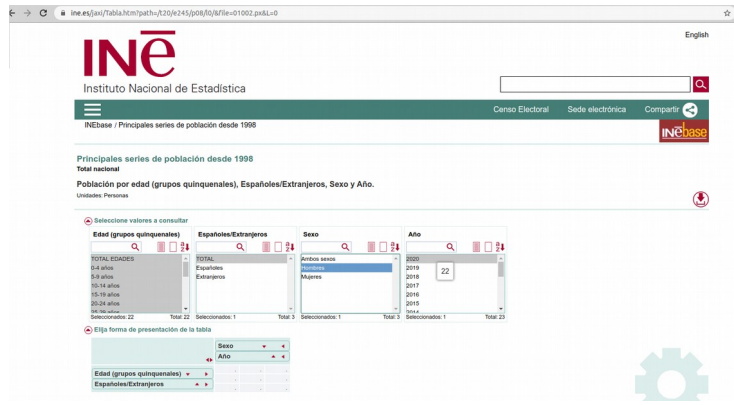 ine.es/jaxi/Tabla.htm?path=/t20/e245/p08/l0/&file=01002.px&L=0
English
INē
Instituto Nacional de Estadística
Censo Electoral Sede electrónica Compartir
INEbase / Principales series de población desde 1998
INēbase
Principales series de población desde 1998
Total nacional
Población por edad (grupos quinquenales), Españoles/Extranjeros, Sexo y Año.
Unidades: Personas
Seleccione valores a consultar
Edad (grupos quinquenales) Españoles/Extranjeros Sexo Año
TOTAL EDADES TOTAL Ambos sexos 2020
0-4 años Españoles Hombres 2019
5-9 años Extranjeros Mujeres 2018
22
10-14 años 2017
15-19 años 2016
20-24 años 2015
25-29 años 2014
Seleccionados: 22 Total: 22 Seleccionados: 1 Total: 3 Seleccionados: 1 Total: 3 Seleccionados: 1 Total: 23
Elija forma de presentación de la tabla
Sexo
Año
Edad (grupos quinquenales)
Españoles/Extranjeros